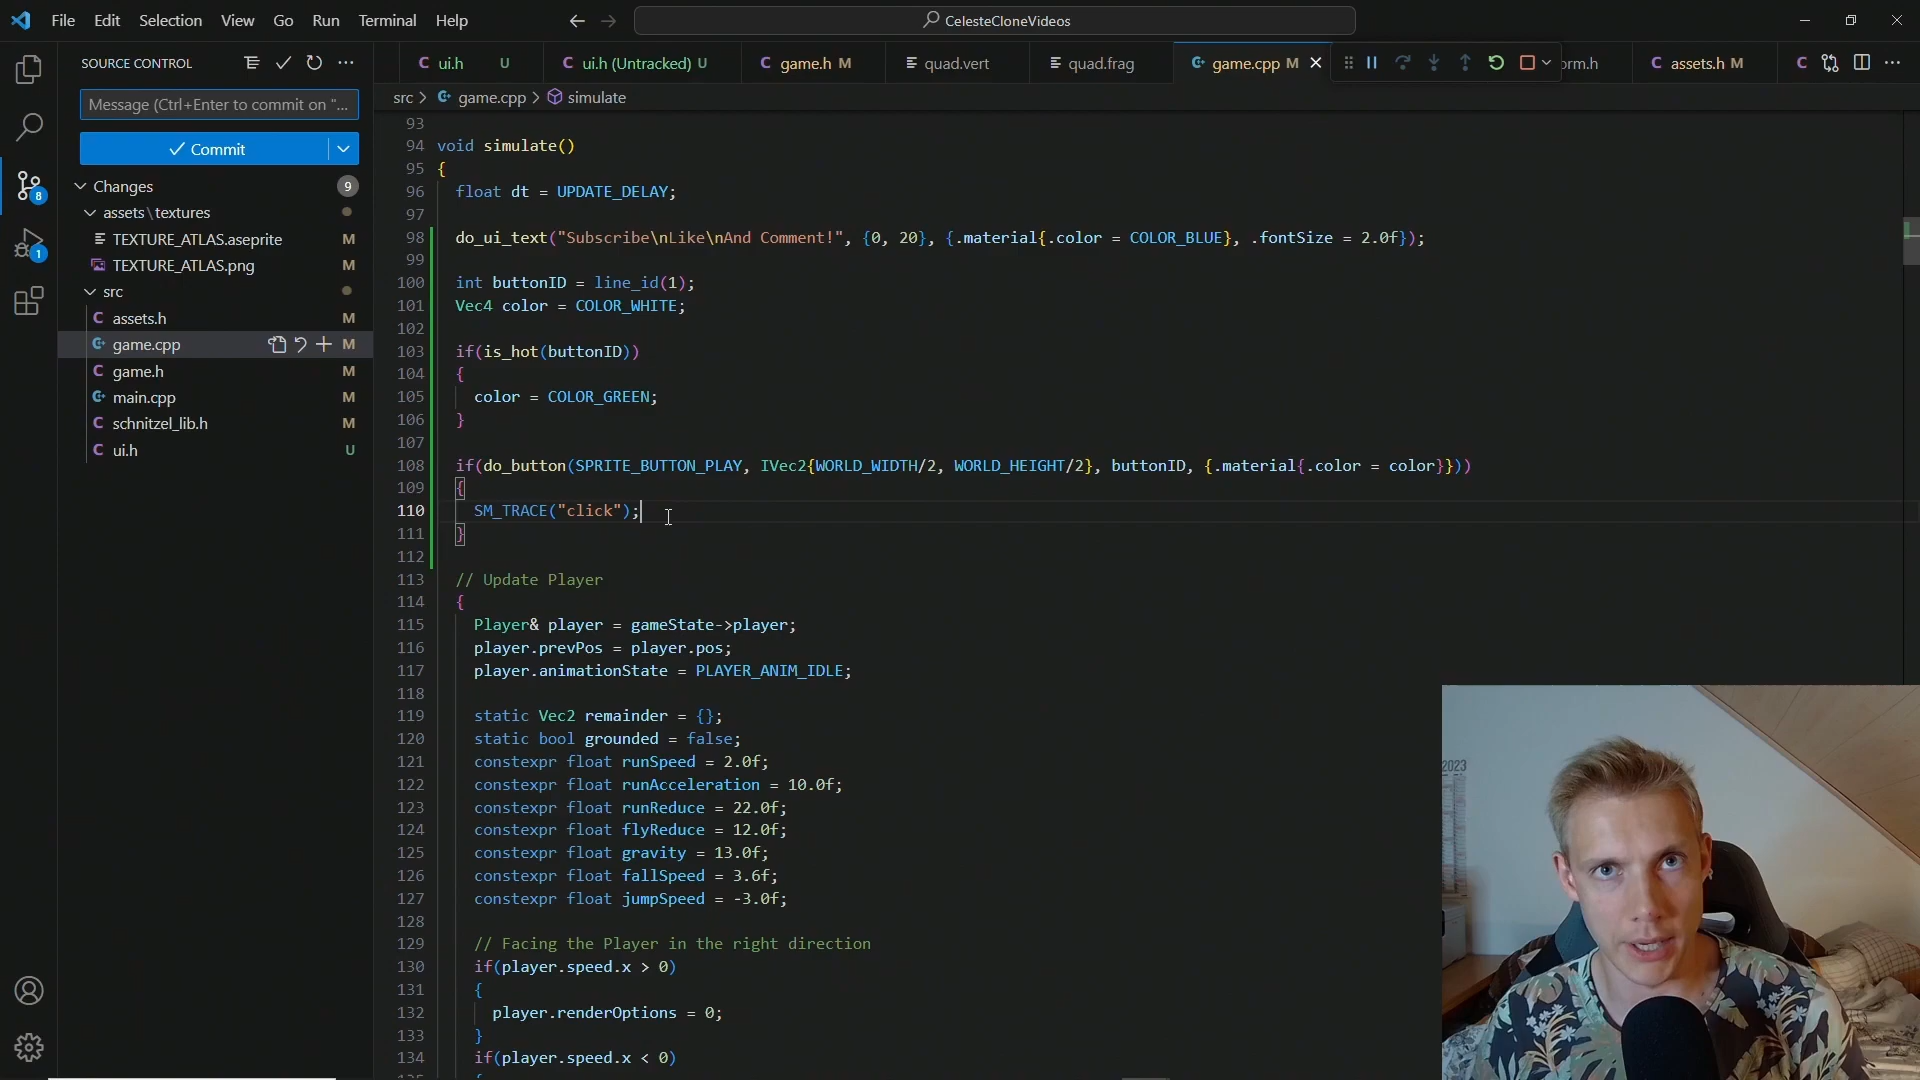 File Edit Selection View Go Run Terminal Help
CelesteCloneVideos
SOURCE CONTROL
ui.h U
ui.h (Untracked) U
game.h M
quad.vert
quad.frag
game.cpp M
orm.h
assets.h M
Message (Ctrl+Enter to commit on "...
src > game.cpp > simulate
Commit
Changes 9
assets\textures
TEXTURE_ATLAS.aseprite M
TEXTURE_ATLAS.png M
src
assets.h M
game.cpp M
game.h M
main.cpp M
schnitzel_lib.h M
ui.h U
8
1
93
94 void simulate()
95 {
96 float dt = UPDATE_DELAY;
97
98 do_ui_text("Subscribe\nLike\nAnd Comment!", {0, 20}, {.material{.color = COLOR_BLUE}, .fontSize = 2.0f});
99
100 int buttonID = line_id(1);
101 Vec4 color = COLOR_WHITE;
102
103 if(is_hot(buttonID))
104 {
105 color = COLOR_GREEN;
106 }
107
108 if(do_button(SPRITE_BUTTON_PLAY, IVec2{WORLD_WIDTH/2, WORLD_HEIGHT/2}, buttonID, {.material{.color = color}}))
109 {
110 SM_TRACE("click");
111 }
112
113 // Update Player
114 {
115 Player& player = gameState->player;
116 player.prevPos = player.pos;
117 player.animationState = PLAYER_ANIM_IDLE;
118
119 static Vec2 remainder = {};
120 static bool grounded = false;
121 constexpr float runSpeed = 2.0f;
122 constexpr float runAcceleration = 10.0f;
123 constexpr float runReduce = 22.0f;
124 constexpr float flyReduce = 12.0f;
125 constexpr float gravity = 13.0f;
126 constexpr float fallSpeed = 3.6f;
127 constexpr float jumpSpeed = -3.0f;
128
129 // Facing the Player in the right direction
130 if(player.speed.x > 0)
131 {
132 player.renderOptions = 0;
133 }
134 if(player.speed.x < 0)
2023